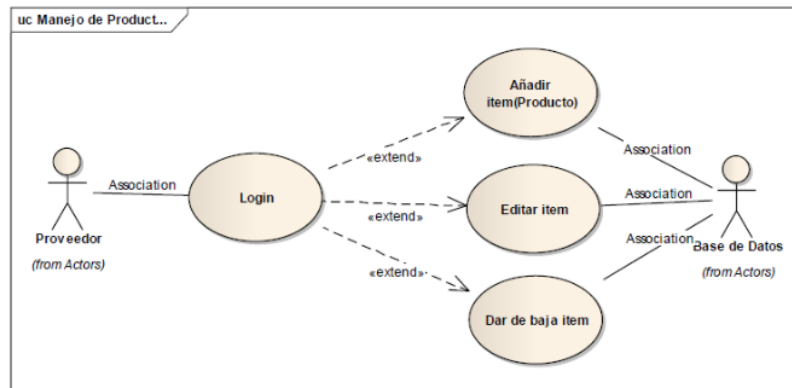 uc Manejo de Product...
Añadir
item(Producto)
«extend»
Association
Association
Login
Editar item
Association
«extend»
Proveedor
(from Actors)
Association
Base de Datos
(from Actors)
«extend»
Dar de baja item